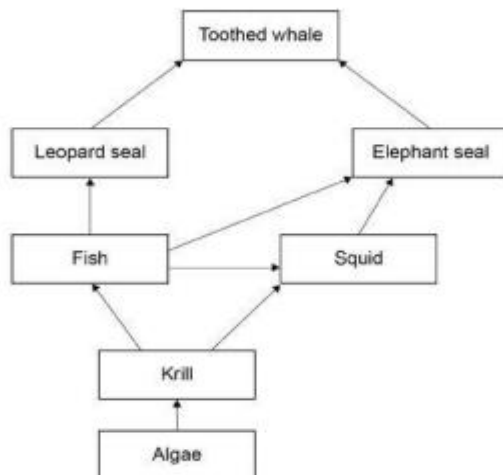 Toothed whale
Leopard seal
Elephant seal
Fish
Squid
Krill
Algae